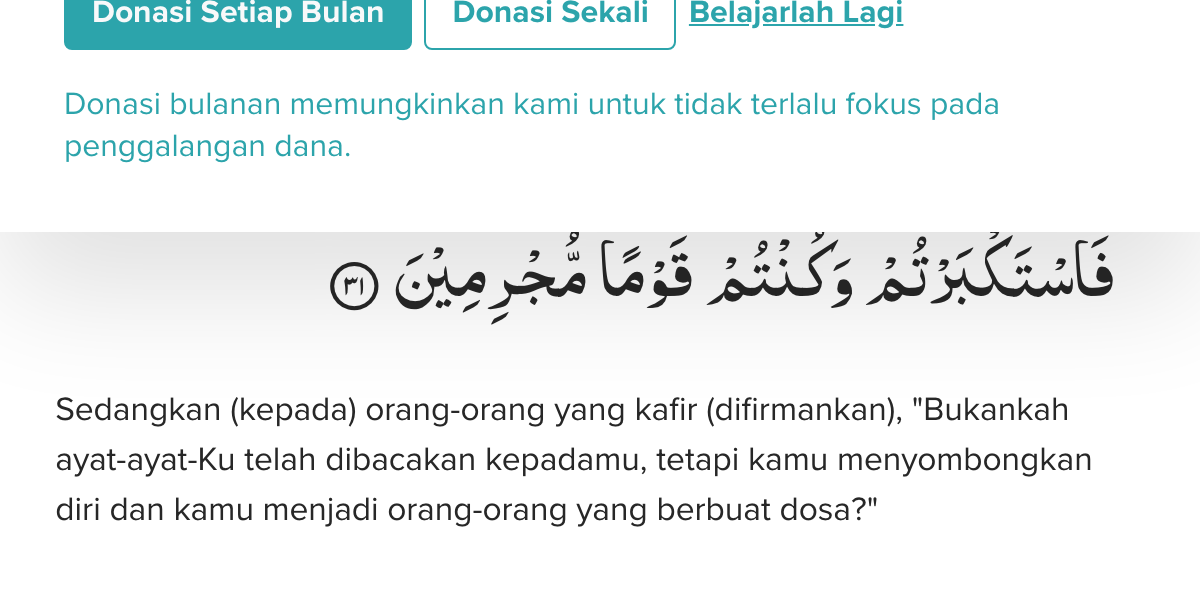 Donasi Setiap Bulan Donasi Sekali Belajarlah Lagi
Donasi bulanan memungkinkan kami untuk tidak terlalu fokus pada
penggalangan dana.
فَاسْتَكْبَرْتُمْ وَكُنْتُمْ قَوْمًا مُّجْرِمِيْنَ ٣١
Sedangkan (kepada) orang-orang yang kafir (difirmankan), "Bukankah
ayat-ayat-Ku telah dibacakan kepadamu, tetapi kamu menyombongkan
diri dan kamu menjadi orang-orang yang berbuat dosa?"